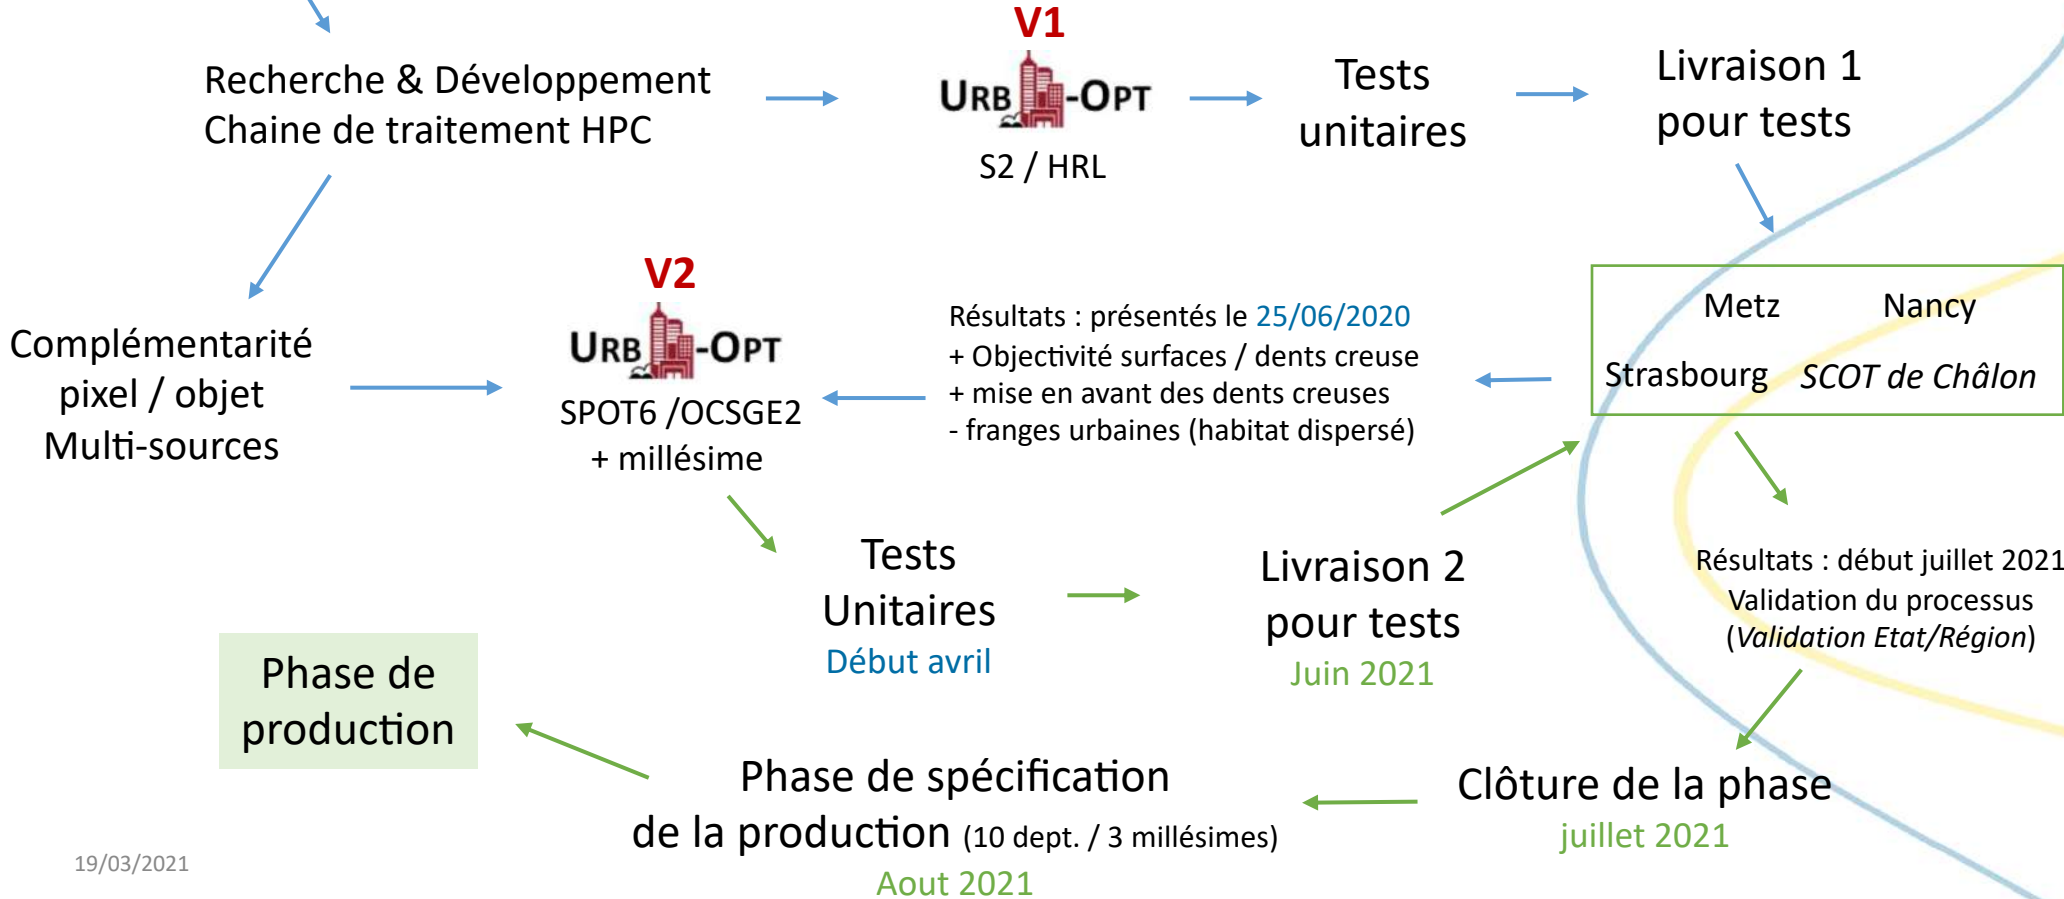 V1
Recherche & Développement
Chaine de traitement HPC
URB -OPT
S2 / HRL
Tests
unitaires
Livraison 1
pour tests
Complémentarité
pixel / objet
Multi-sources
V2
URB -OPT
SPOT6 /OCSGE2
+ millésime
Résultats : présentés le 25/06/2020
+ Objectivité surfaces / dents creuse
+ mise en avant des dents creuses
- franges urbaines (habitat dispersé)
Metz Nancy
Strasbourg SCOT de Châlon
Tests
Unitaires
Début avril
Livraison 2
pour tests
Juin 2021
Résultats : début juillet 2021
Validation du processus
(Validation Etat/Région)
Phase de
production
Phase de spécification
de la production (10 dept. / 3 millésimes)
Aout 2021
Clôture de la phase
juillet 2021
19/03/2021